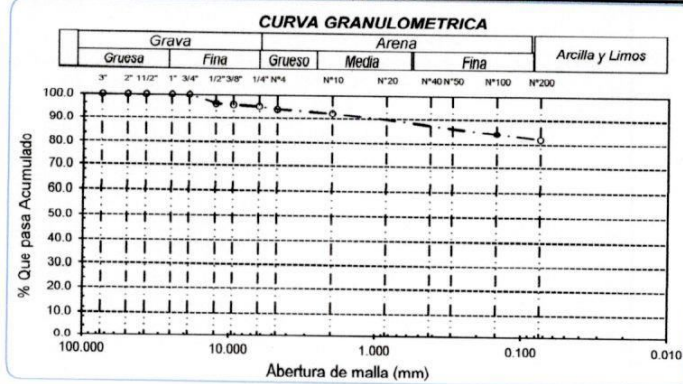 CURVA GRANULOMETRICA
Grava Arena Arcilla y Limos
Gruesa Fina Grueso Media Fina
3" 2" 11/2" 1" 3/4" 1/2" 3/8" 1/4" N°4 N°10 N°20 N°40 N°50 N°100 N°200
% Que pasa Acumulado
100.0
90.0
80.0
70.0
60.0
50.0
40.0
30.0
20.0
10.0
0.0
100.000 10.000 1.000 0.100 0.010
Abertura de malla (mm)